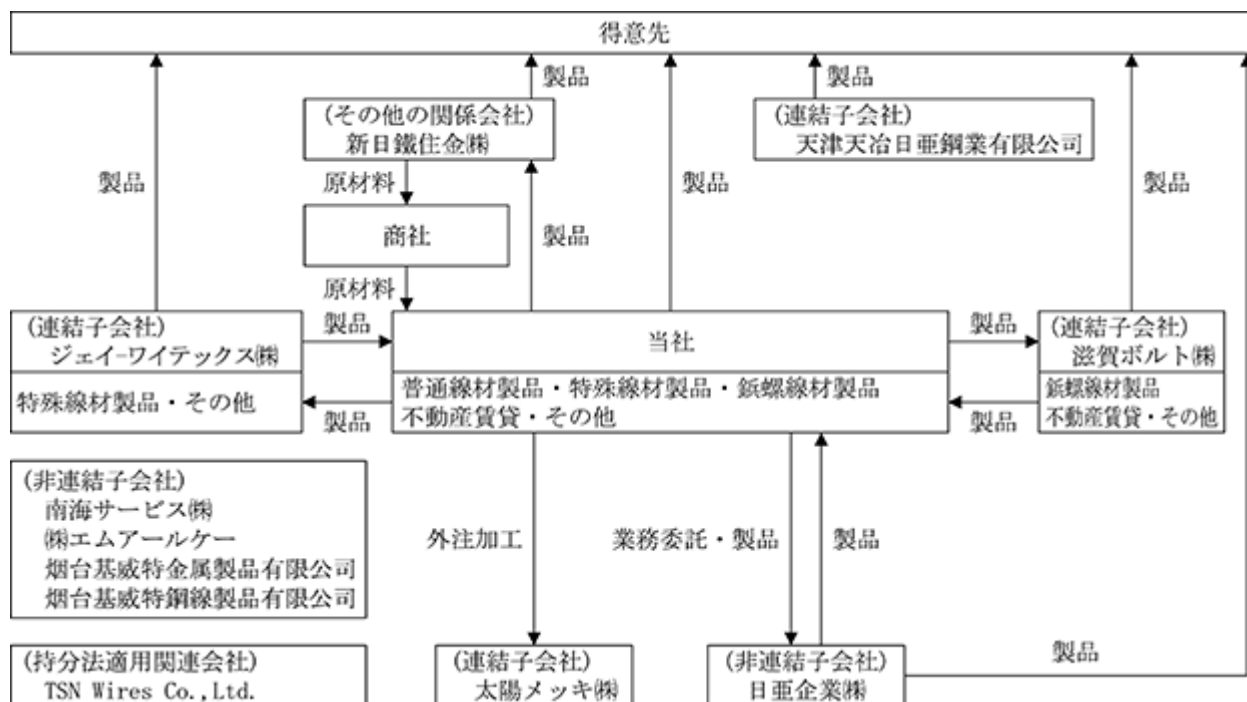 得意先
製品
製品
(その他の関係会社)
新日鐵住金㈱
(連結子会社)
天津天冶日亜鋼業有限公司
製品
原材料
製品
製品
商社
製品
原材料
(連結子会社)
ジェイ-ワイテックス㈱
特殊線材製品・その他
製品
製品
当社
普通線材製品・特殊線材製品・鋲螺線材製品
不動産賃貸・その他
製品
製品
(連結子会社)
滋賀ボルト㈱
鋲螺線材製品
不動産賃貸・その他
(非連結子会社)
南海サービス㈱
㈱エムアールケー
烟台基威特金属製品有限公司
烟台基威特鋼線製品有限公司
外注加工
業務委託・製品
製品
(持分法適用関連会社)
TSN Wires Co.,Ltd.
(連結子会社)
太陽メッキ㈱
(非連結子会社)
日亜企業㈱
製品